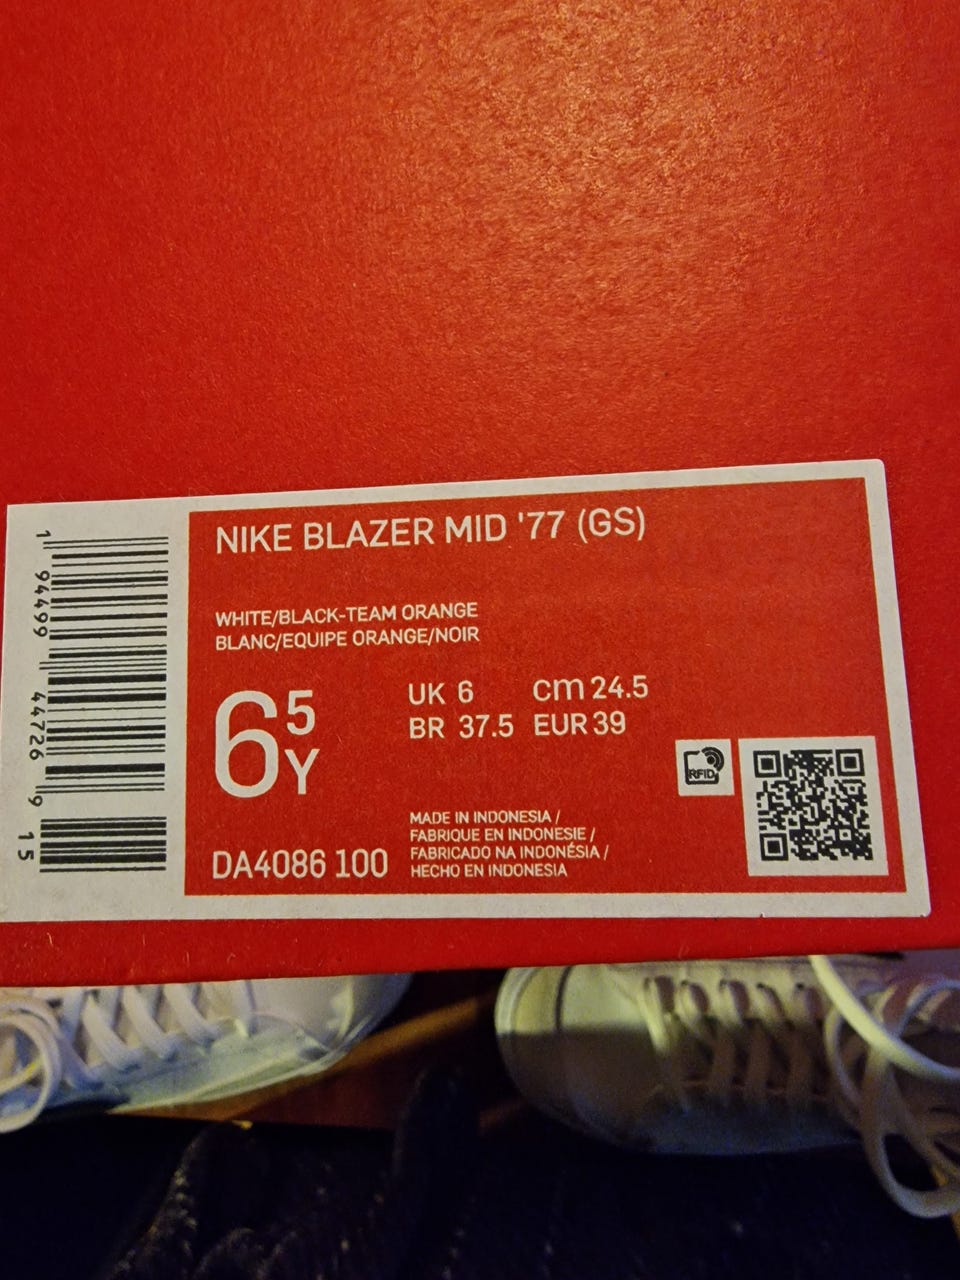 NIKE BLAZER MID '77 (GS)
WHITE/BLACK-TEAM ORANGE
BLANC/EQUIPE ORANGE/NOIR
6 5 Y
UK 6 cm 24.5
BR 37.5 EUR 39
RFID
DA4086 100
MADE IN INDONESIA /
FABRIQUE EN INDONESIE /
FABRICADO NA INDONÉSIA /
HECHO EN INDONESIA
1 94499 44726 9 15